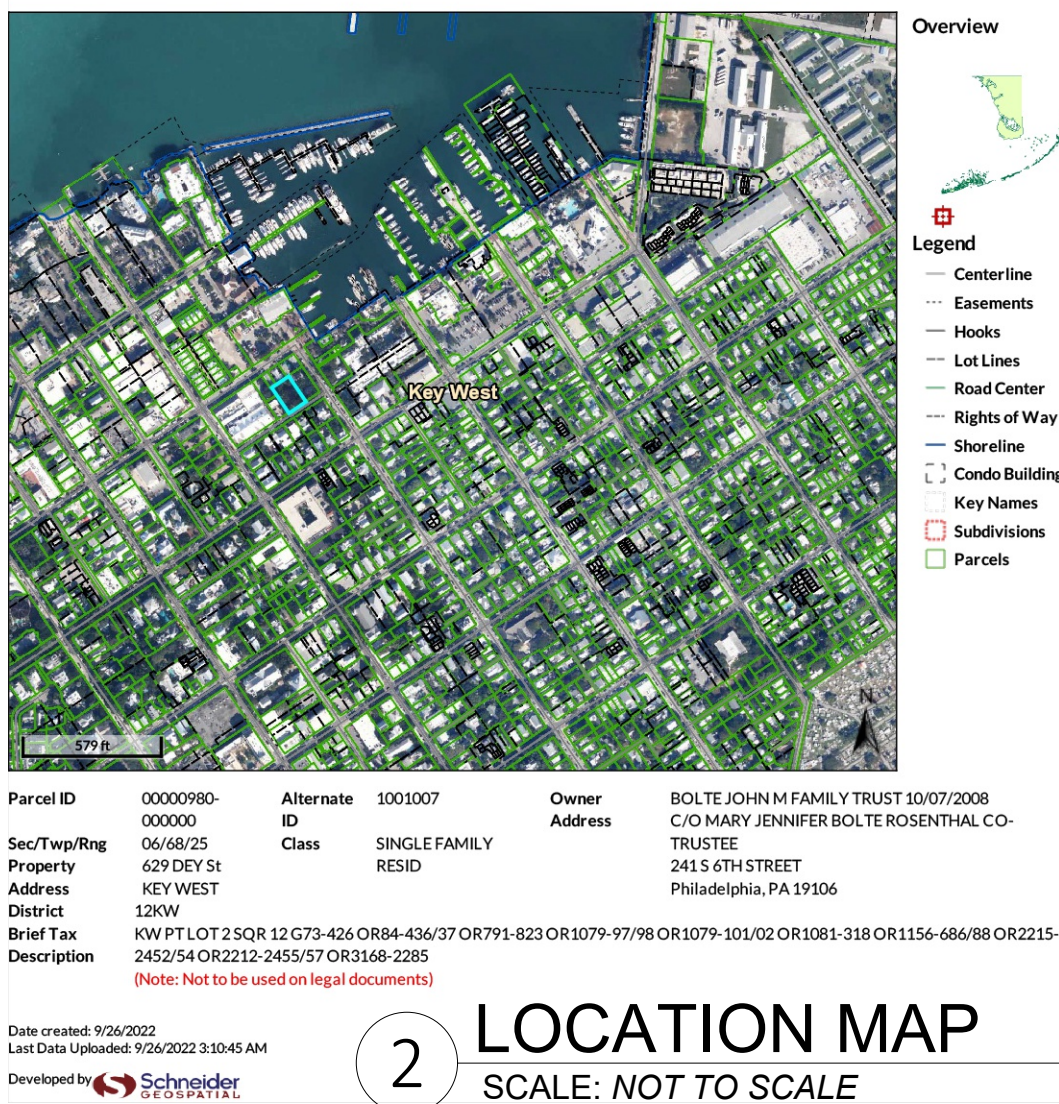 Overview
Key West
Legend
Centerline
Easements
Hooks
Lot Lines
Road Center
Rights of Way
Shoreline
Condo Building
Key Names
Subdivisions
Parcels
N
579 ft
Parcel ID 00000980- Alternate 1001007 Owner BOLTE JOHN M FAMILY TRUST 10/07/2008
000000 ID Address C/O MARY JENNIFER BOLTE ROSENTHAL CO-
Sec/Twp/Rng 06/68/25 Class SINGLE FAMILY TRUSTEE
Property 629 DEY St RESID 241 S 6TH STREET
Address KEY WEST Philadelphia, PA 19106
District 12KW
Brief Tax KW PT LOT 2 SQR 12 G73-426 OR84-436/37 OR791-823 OR1079-97/98 OR1079-101/02 OR1081-318 OR1156-686/88 OR2215-
Description 2452/54 OR2212-2455/57 OR3168-2285
(Note: Not to be used on legal documents)
Date created: 9/26/2022
Last Data Uploaded: 9/26/2022 3:10:45 AM
Developed by Schneider
GEOSPATIAL
2 LOCATION MAP
SCALE: NOT TO SCALE